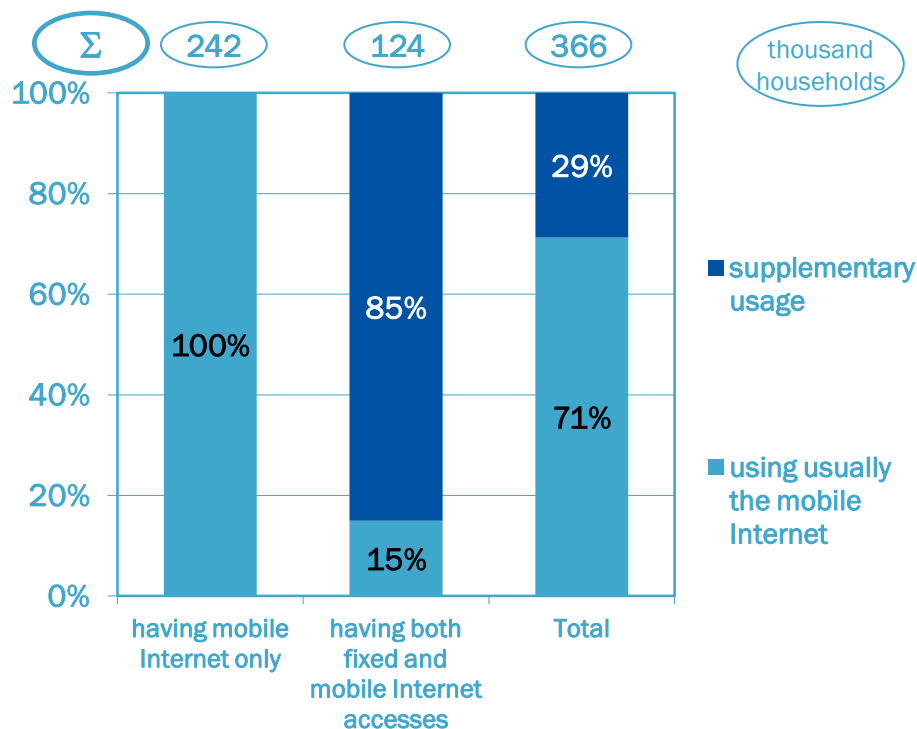 Σ
242
124
366
thousand
households
100%
80%
60%
40%
20%
0%
100%
85%
15%
29%
71%
supplementary
usage
using usually
the mobile
Internet
having mobile
Internet only
having both
fixed and
mobile Internet
accesses
Total